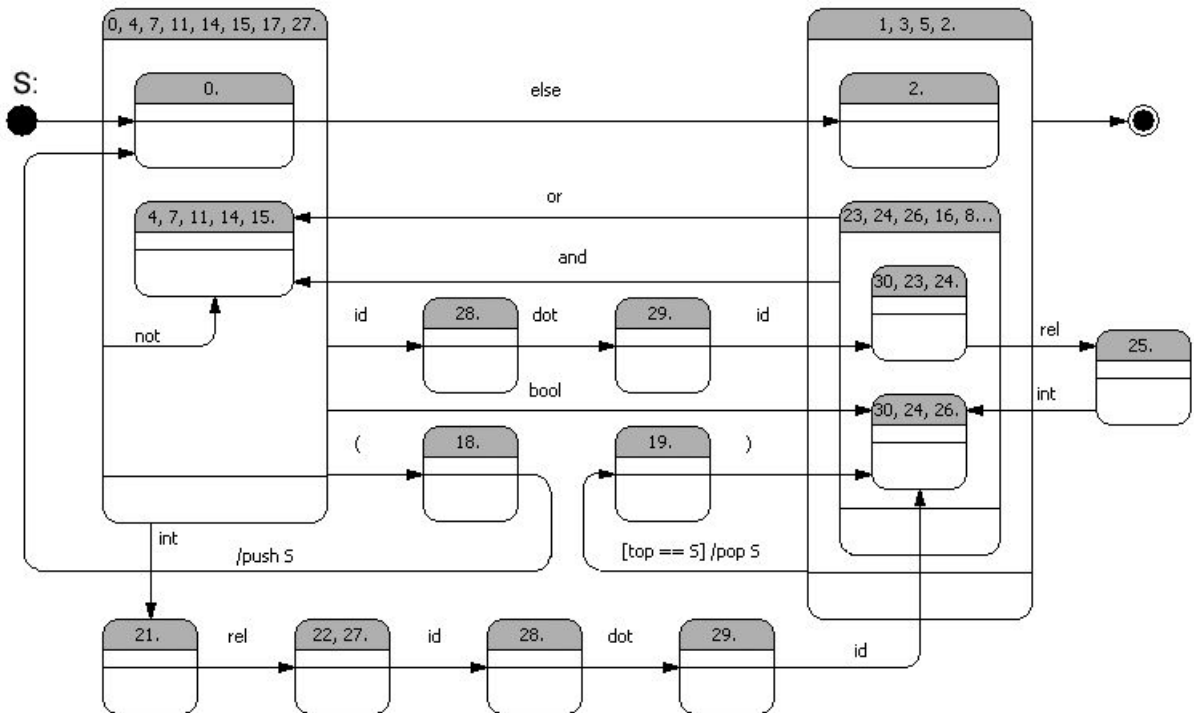 0, 4, 7, 11, 14, 15, 17, 27.
1, 3, 5, 2.
S:
0.
else
2.
or
4, 7, 11, 14, 15.
23, 24, 26, 16, 8...
and
30, 23, 24.
id
28.
dot
29.
id
not
rel
25.
bool
int
30, 24, 26.
(
18.
19.
)
int
/push S
[top == S] /pop S
21.
rel
22, 27.
id
28.
dot
29.
id